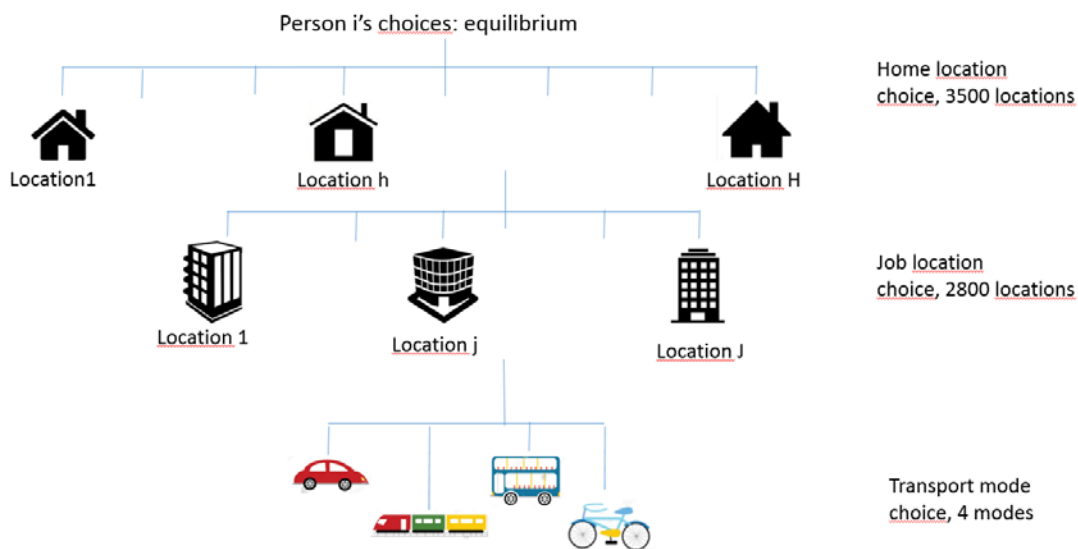 Person i's choices: equilibrium
Home location
choice, 3500 locations
Location1
Location h
Location H
Job location
choice, 2800 locations
Location 1
Location j
Location J
Transport mode
choice, 4 modes